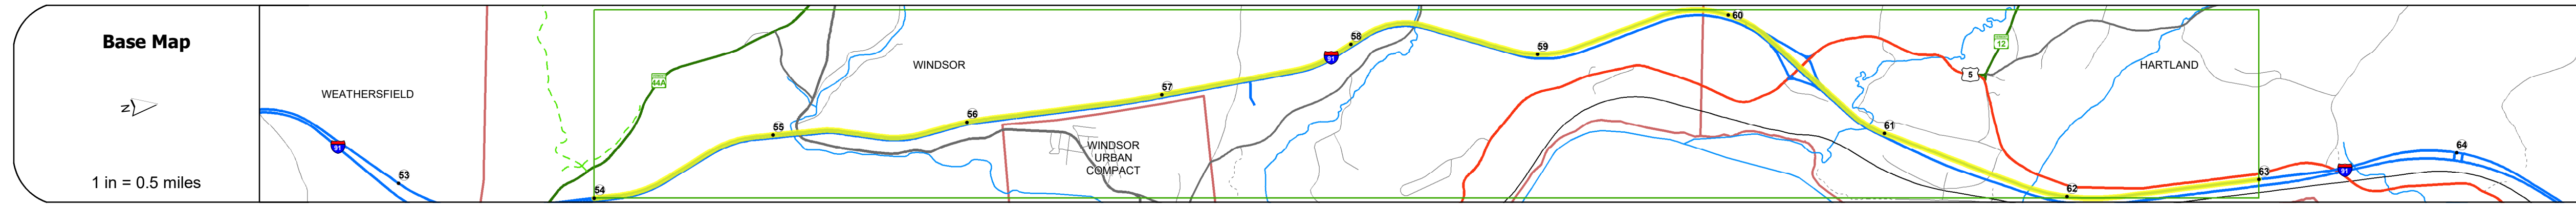 Base Map
N
1 in = 0.5 miles
WEATHERSFIELD
91
53
54
44A
55
WINDSOR
56
57
WINDSOR
URBAN
COMPACT
91
58
59
60
61
5
12
HARTLAND
62
63
91
64